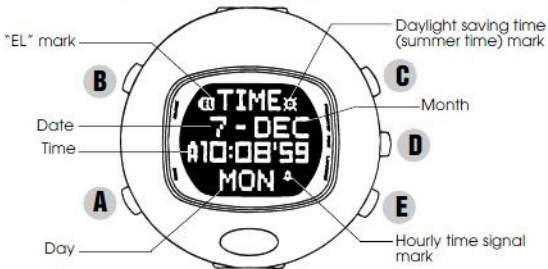 "EL" mark
Daylight saving time
(summer time) mark
B
C
EL TIME
Month
Date
7 - DEC
Time
A10:08'59
D
MON
A
E
Day
Hourly time signal
mark